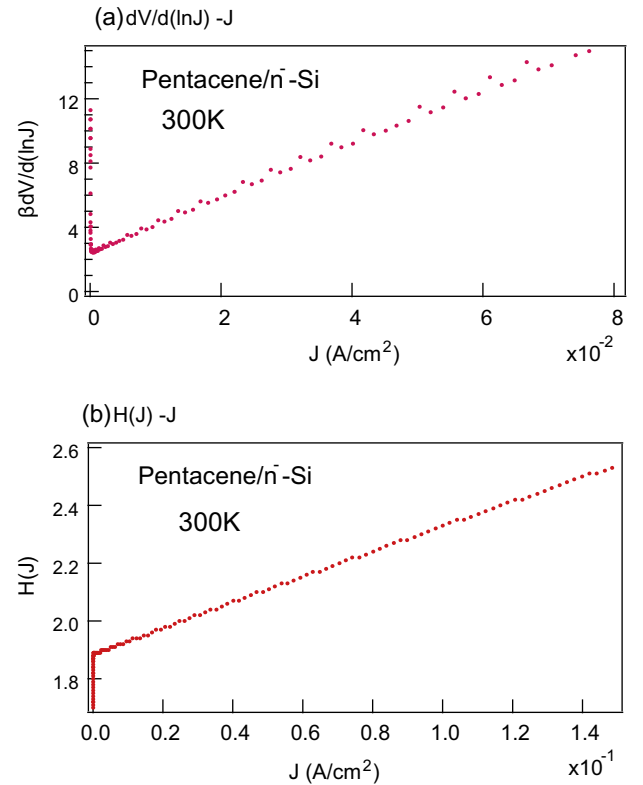 (a) dV/d(lnJ) -J
Pentacene/n⁻-Si
300K
12
8
4
0
βdV/d(lnJ)
0 2 4 6 8
J (A/cm²) x10⁻²
(b) H(J) -J
Pentacene/n⁻-Si
300K
2.6
2.4
2.2
2.0
1.8
H(J)
0.0 0.2 0.4 0.6 0.8 1.0 1.2 1.4
J (A/cm²) x10⁻¹